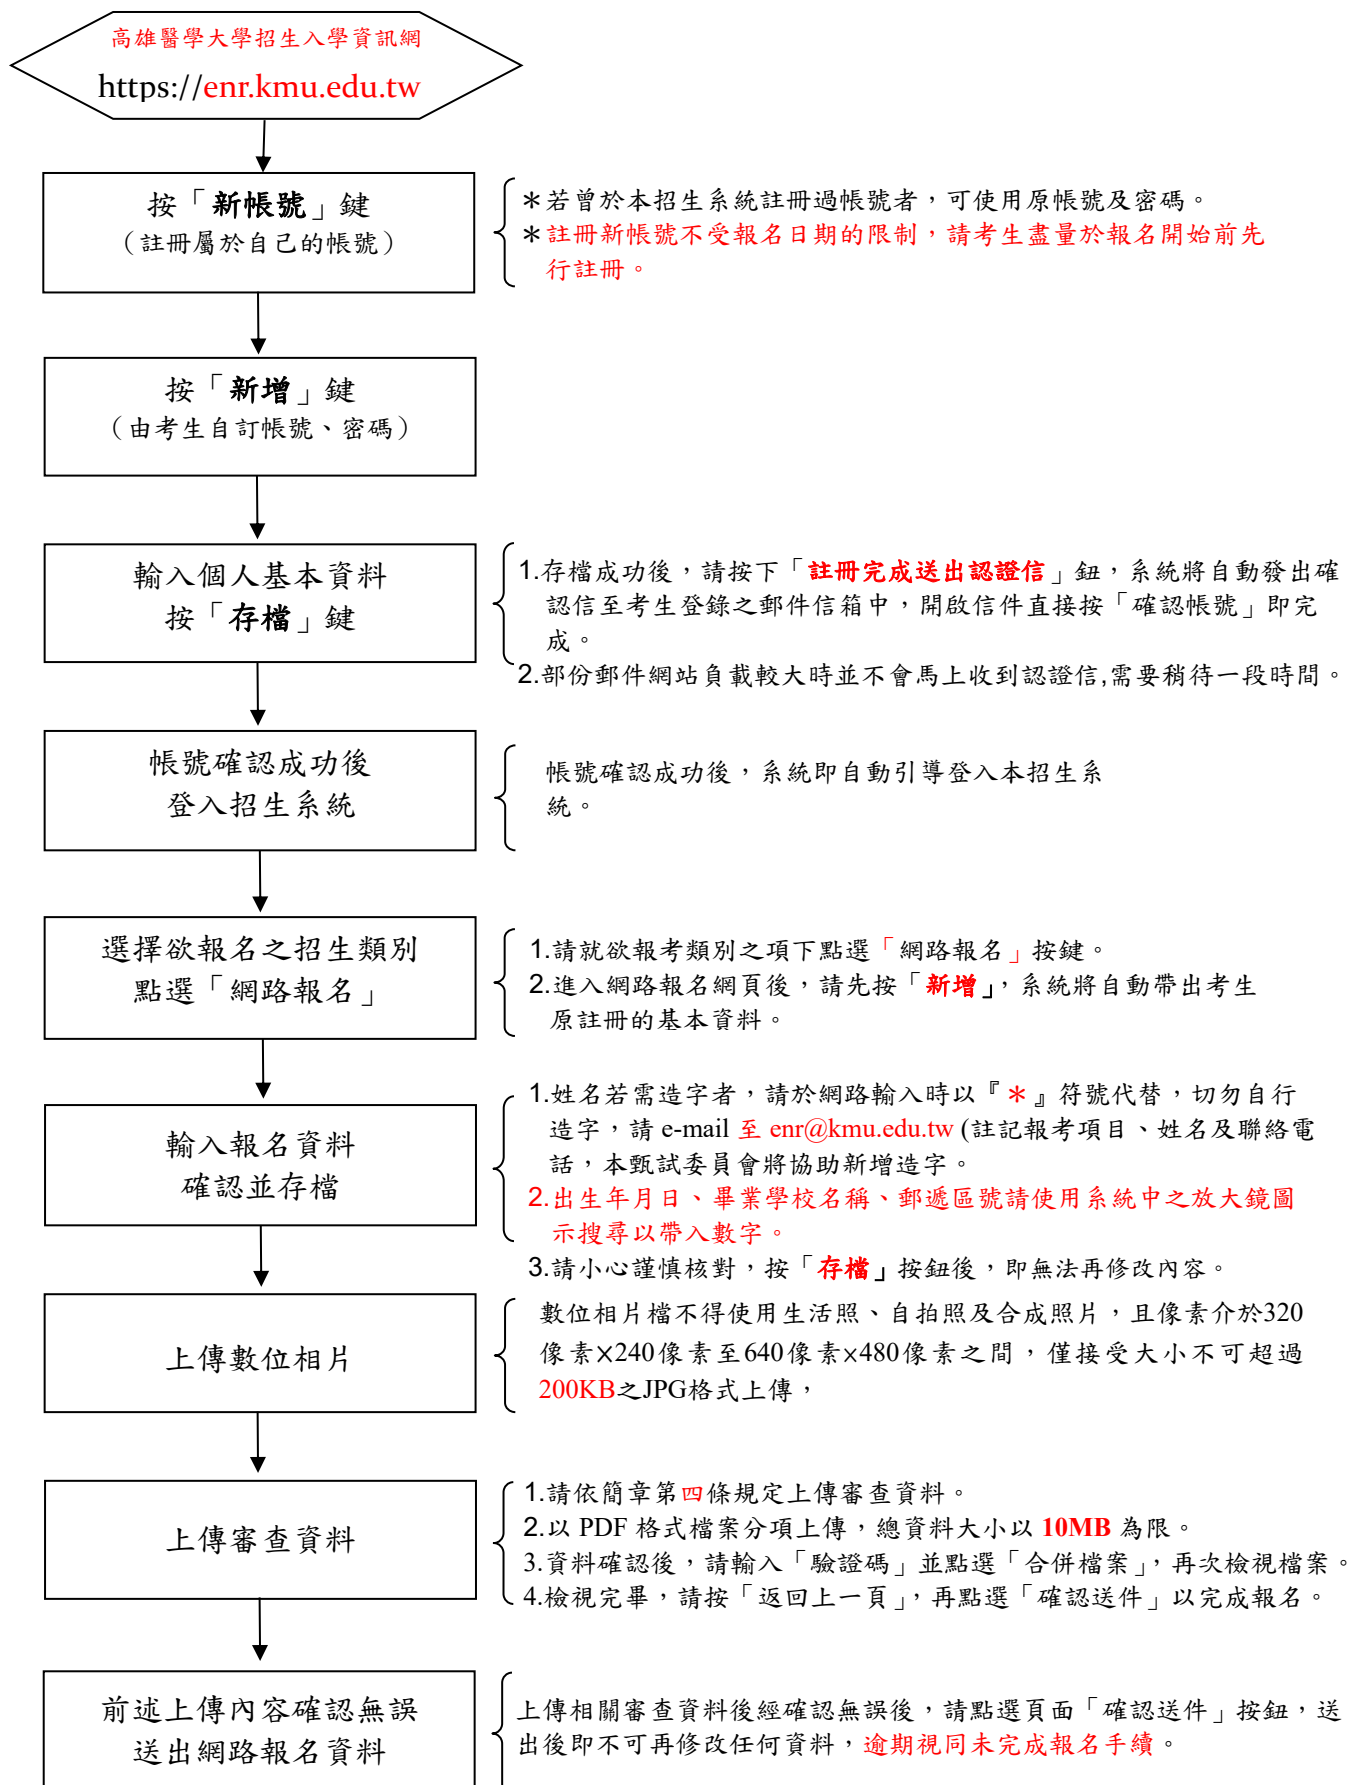 高雄醫學大學招生入學資訊網
https://enr.kmu.edu.tw
按「新帳號」鍵
（註冊屬於自己的帳號）
＊若曾於本招生系統註冊過帳號者，可使用原帳號及密碼。
＊註冊新帳號不受報名日期的限制，請考生盡量於報名開始前先
行註冊。
按「新增」鍵
（由考生自訂帳號、密碼）
輸入個人基本資料
按「存檔」鍵
1.存檔成功後，請按下「註冊完成送出認證信」鈕，系統將自動發出確
認信至考生登錄之郵件信箱中，開啟信件直接按「確認帳號」即完
成。
2.部份郵件網站負載較大時並不會馬上收到認證信,需要稍待一段時間。
帳號確認成功後
登入招生系統
帳號確認成功後，系統即自動引導登入本招生系
統。
選擇欲報名之招生類別
點選「網路報名」
1.請就欲報考類別之項下點選「網路報名」按鍵。
2.進入網路報名網頁後，請先按「新增」，系統將自動帶出考生
原註冊的基本資料。
輸入報名資料
確認並存檔
1.姓名若需造字者，請於網路輸入時以『＊』符號代替，切勿自行
造字，請 e-mail 至 enr@kmu.edu.tw (註記報考項目、姓名及聯絡電
話，本甄試委員會將協助新增造字。
2.出生年月日、畢業學校名稱、郵遞區號請使用系統中之放大鏡圖
示搜尋以帶入數字。
3.請小心謹慎核對，按「存檔」按鈕後，即無法再修改內容。
上傳數位相片
數位相片檔不得使用生活照、自拍照及合成照片，且像素介於320
像素×240像素至640像素×480像素之間，僅接受大小不可超過
200KB之JPG格式上傳，
上傳審查資料
1.請依簡章第四條規定上傳審查資料。
2.以 PDF 格式檔案分項上傳，總資料大小以 10MB 為限。
3.資料確認後，請輸入「驗證碼」並點選「合併檔案」，再次檢視檔案。
4.檢視完畢，請按「返回上一頁」，再點選「確認送件」以完成報名。
前述上傳內容確認無誤
送出網路報名資料
上傳相關審查資料後經確認無誤後，請點選頁面「確認送件」按鈕，送
出後即不可再修改任何資料，逾期視同未完成報名手續。